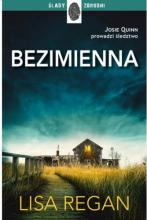 ŚLADY ZBRODNI
JOSIE QUINN
PROWADZI ŚLEDZTWO
BEZIMIENNA
LISA REGAN